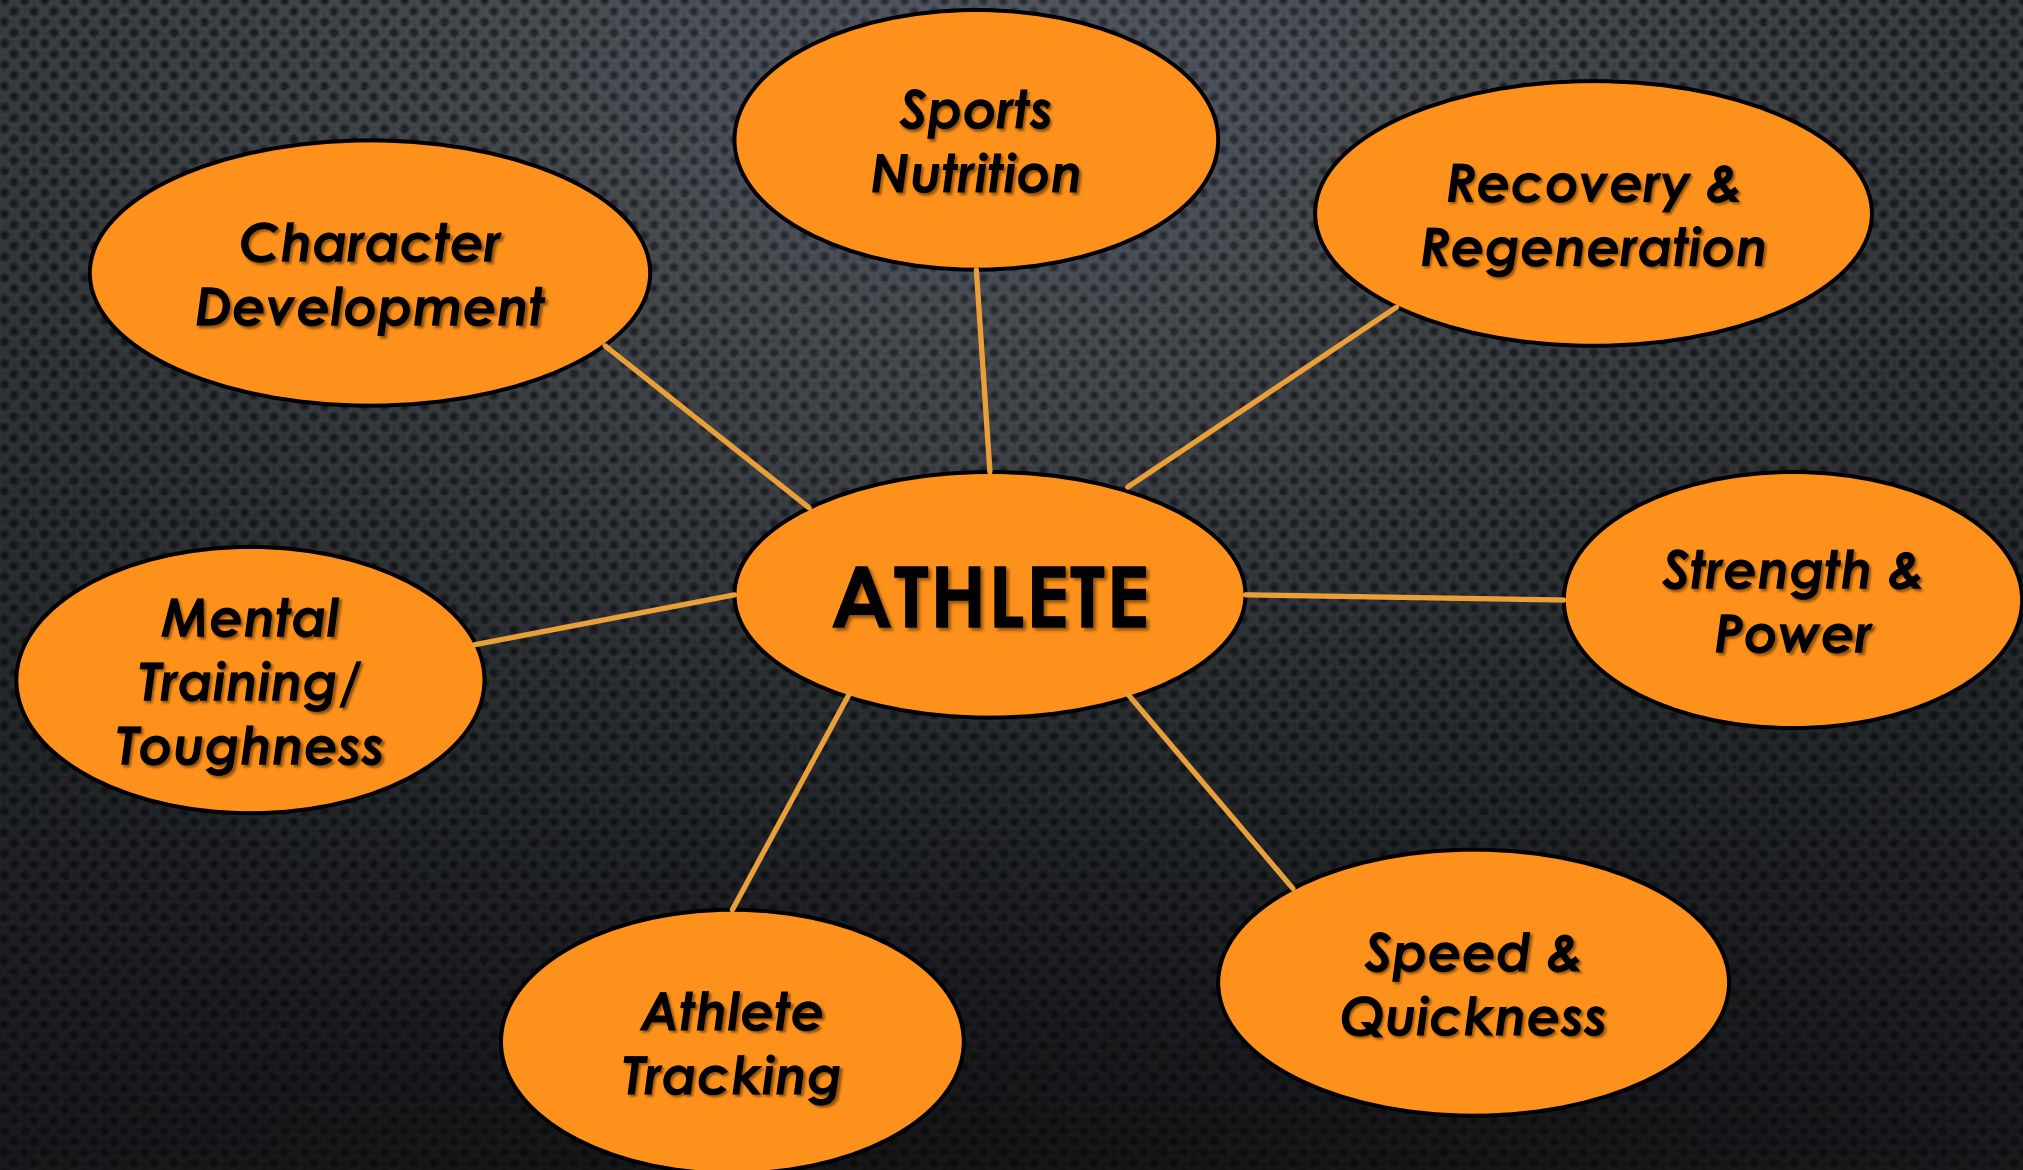 Sports
Nutrition
Recovery &
Regeneration
Character
Development
ATHLETE
Strength &
Power
Mental
Training/
Toughness
Speed &
Quickness
Athlete
Tracking